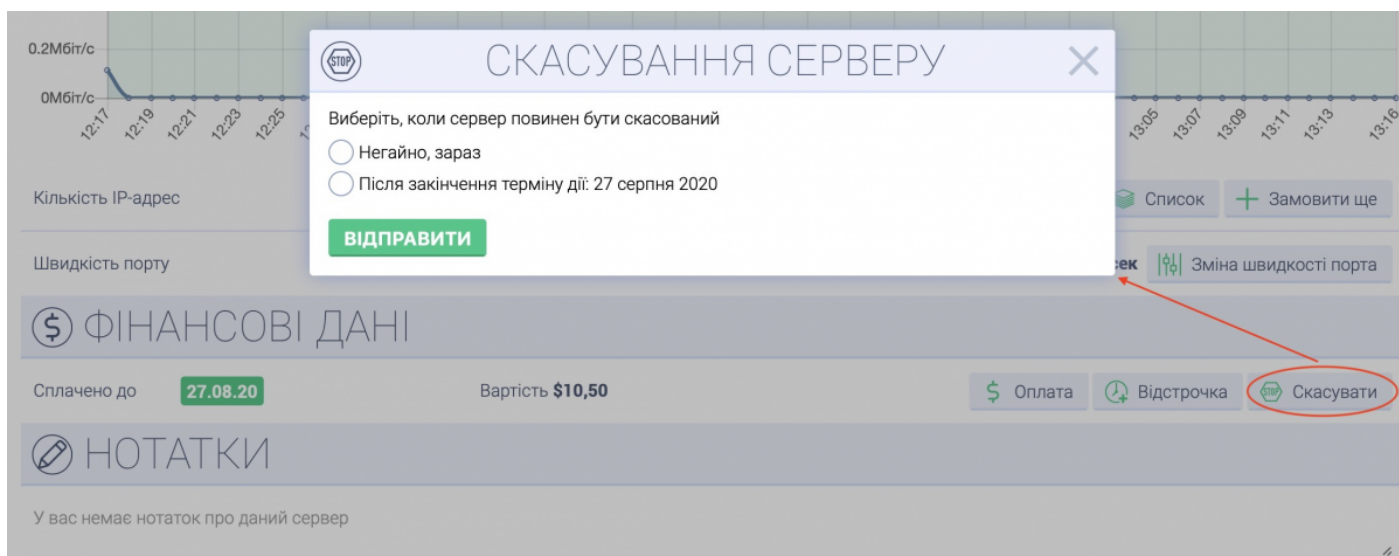 0.2Мбіт/с
0Мбіт/с
12:17 12:19 12:21 12:23 12:25 13:05 13:07 13:09 13:11 13:13 13:16
STOP СКАСУВАННЯ СЕРВЕРУ
Виберіть, коли сервер повинен бути скасований
Негайно, зараз
Після закінчення терміну дії: 27 серпня 2020
ВІДПРАВИТИ
Кількість IP-адрес Список Замовити ще
Швидкість порту Зміна швидкості порта
$ ФІНАНСОВІ ДАНІ
Сплачено до 27.08.20 Вартість $10,50 $ Оплата Відстрочка STOP Скасувати
НОТАТКИ
У вас немає нотаток про даний сервер